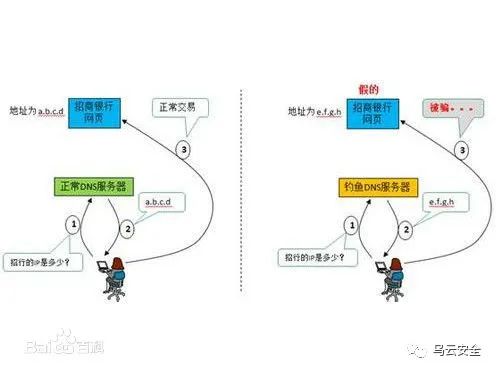 地址为a.b.c.d
招商银行
网页
正常交易
3
正常DNS服务器
1
2
a.b.c.d
招行的IP是多少?
假的
地址为e.f.g.h
招商银行
网页
被骗。。。
3
钓鱼DNS服务器
1
2
e.f.g.h
招行的IP是多少?
Bai百科
乌云安全